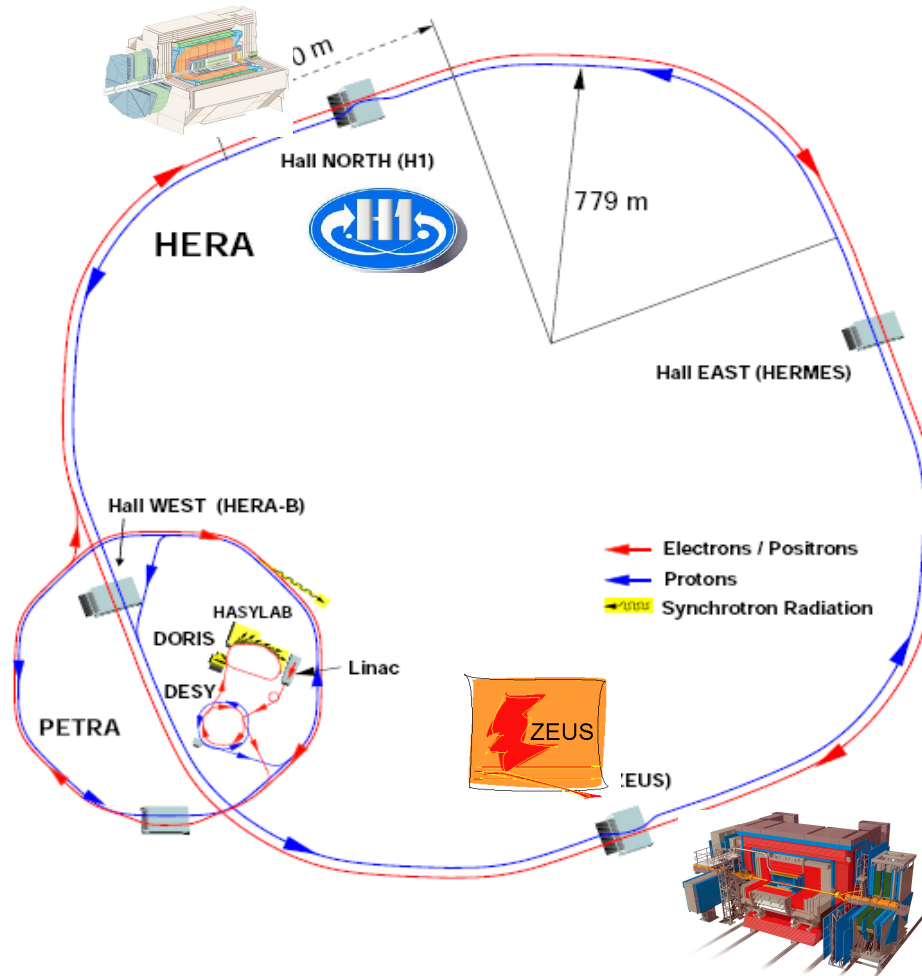 0 m
Hall NORTH (H1)
H1
779 m
HERA
Hall EAST (HERMES)
Hall WEST (HERA-B)
Electrons / Positrons
Protons
Synchrotron Radiation
HASYLAB
DORIS
Linac
DESY
PETRA
ZEUS
ZEUS)